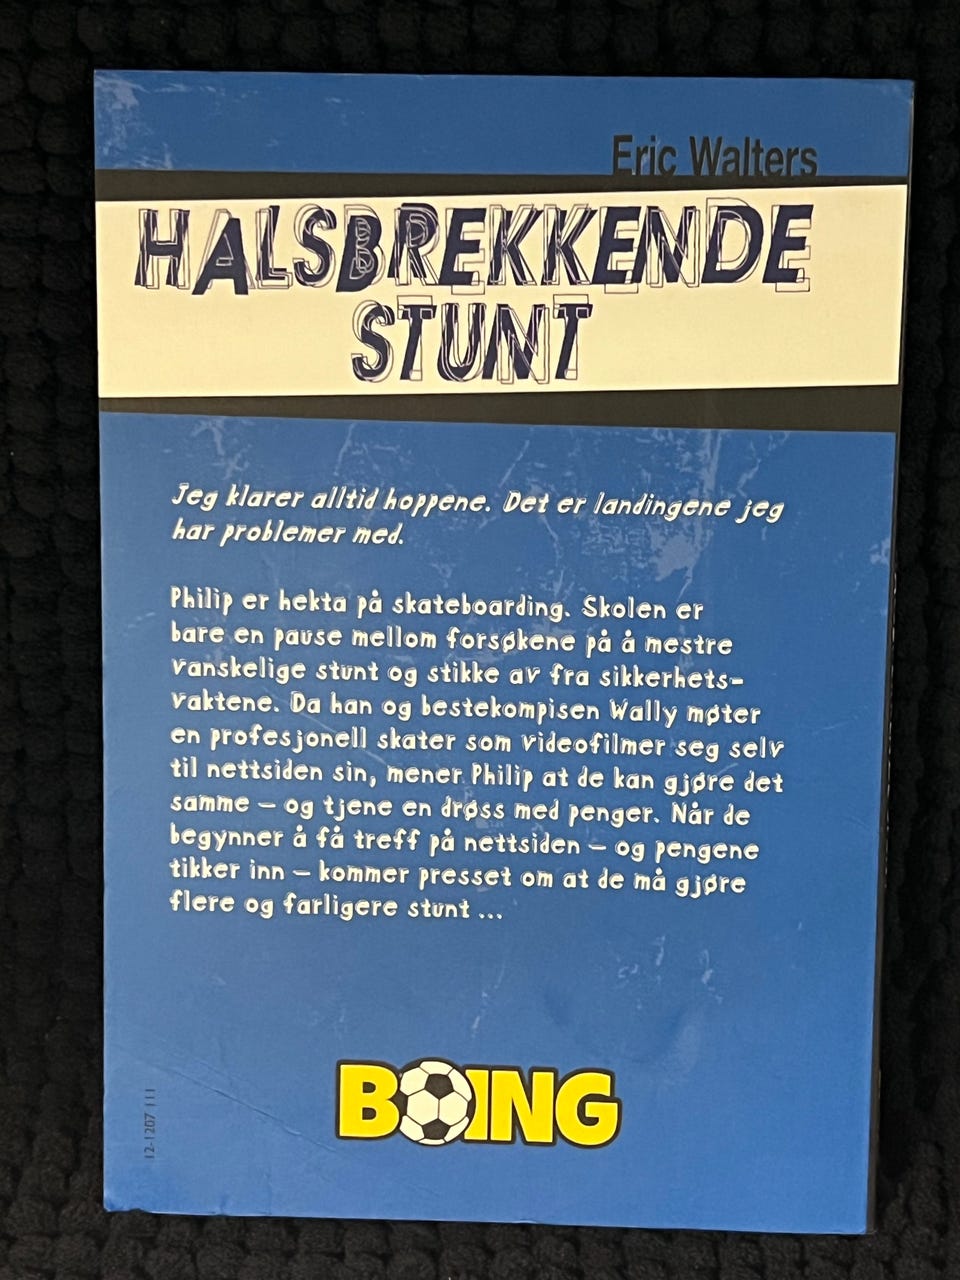 Eric Walters
HALSBREKKENDE
STUNT
Jeg klarer alltid hoppene. Det er landingene jeg
har problemer med.
Philip er hekta på skateboarding. Skolen er
bare en pause mellom forsøkene på å mestre
vanskelige stunt og stikke av fra sikkerhets-
vaktene. Da han og bestekompisen Wally møter
en profesjonell skater som videofilmer seg selv
til nettsiden sin, mener Philip at de kan gjøre det
samme – og tjene en drøss med penger. Når de
begynner å få treff på nettsiden – og pengene
tikker inn – kommer presset om at de må gjøre
flere og farligere stunt ...
BOING
12-1207 111